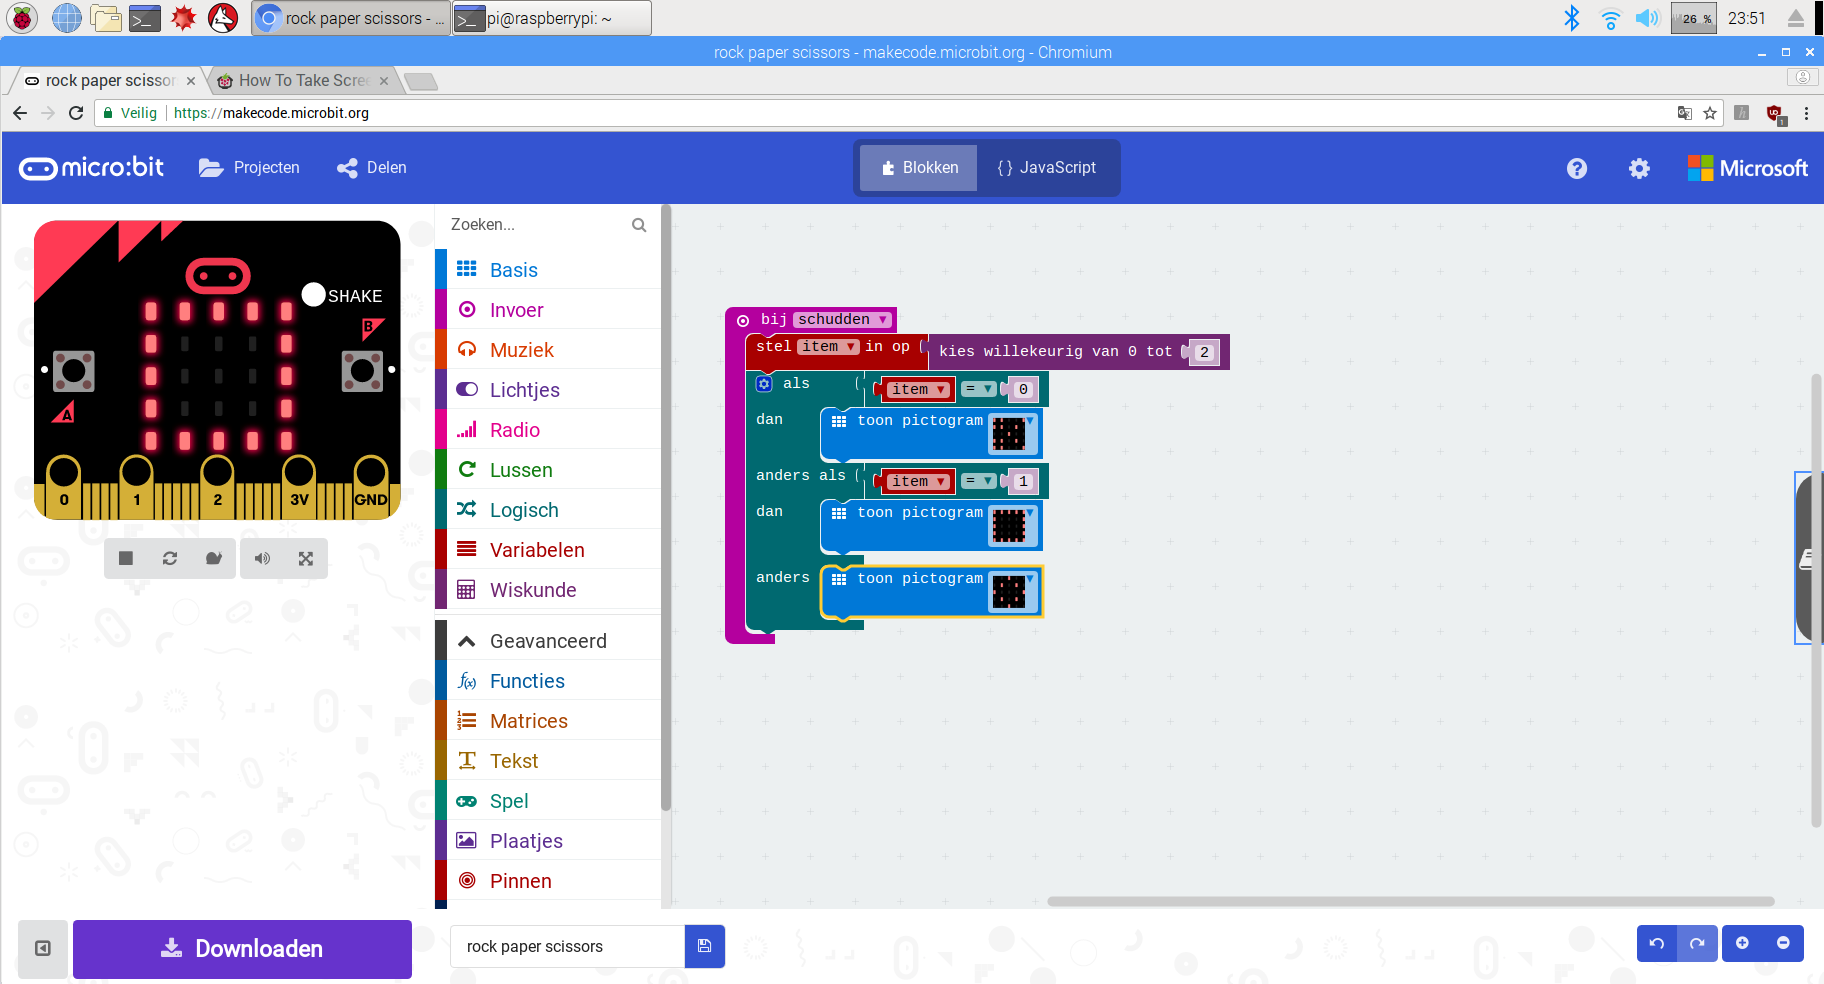 rock paper scissors - ...
pi@raspberrypi: ~
26 %
23:51
rock paper scissors - makecode.microbit.org - Chromium
rock paper scissor
How To Take Scree
Veilig
https://makecode.microbit.org
1
micro:bit
Projecten
Delen
Blokken
{} JavaScript
Microsoft
SHAKE
B
A
0
1
2
3V
GND
Zoeken...
Basis
Invoer
Muziek
Lichtjes
Radio
Lussen
Logisch
Variabelen
Wiskunde
Geavanceerd
f(x) Functies
Matrices
Tekst
Spel
Plaatjes
Pinnen
bij schudden
stel item in op kies willekeurig van 0 tot 2
als item = 0
dan toon pictogram
anders als item = 1
dan toon pictogram
anders toon pictogram
Downloaden
rock paper scissors